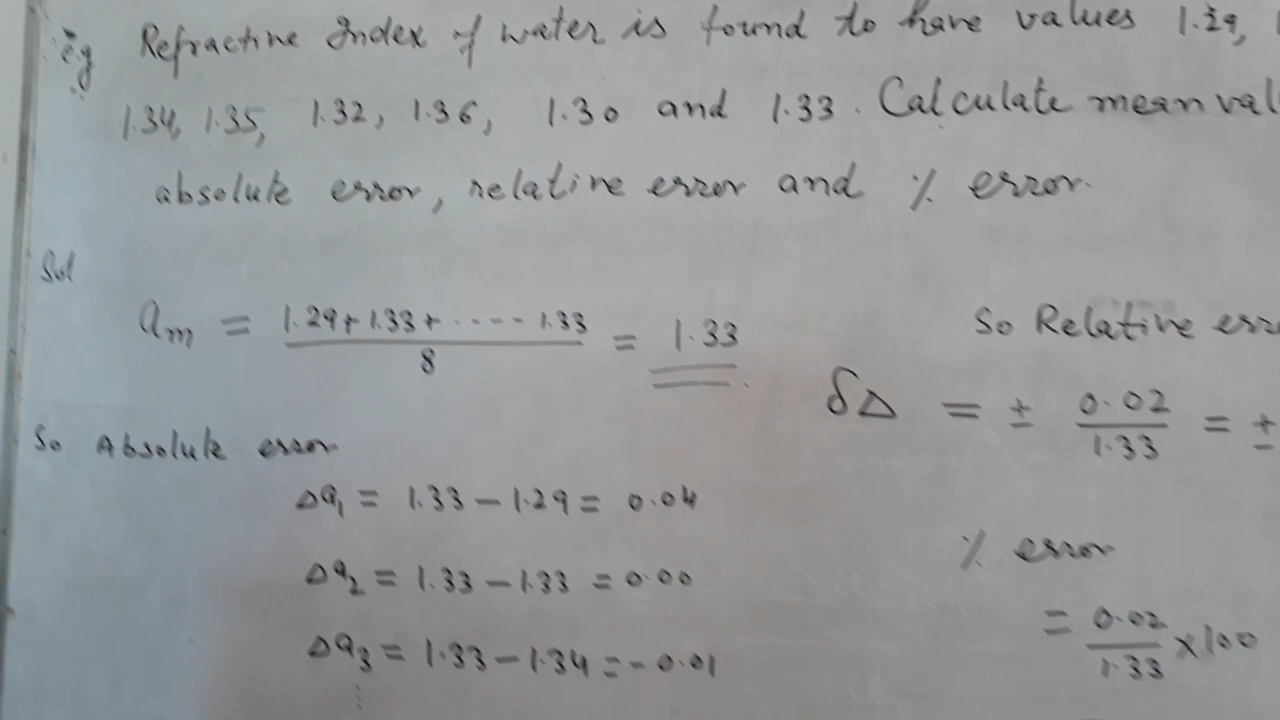 e.g Refractive Index of water is found to have values 1.29,
1.34, 1.35, 1.32, 1.36, 1.30 and 1.33. Calculate mean val
absolute error, relative error and % error.
Sol
am = 1.29+1.33+.....1.33 / 8 = 1.33
So Absolute error
Δa1 = 1.33 - 1.29 = 0.04
Δa2 = 1.33 - 1.33 = 0.00
Δa3 = 1.33 - 1.34 = - 0.01
⋮
So Relative err
δΔ = ± 0.02 / 1.33 = ±
% error
= 0.02 / 1.33 × 100